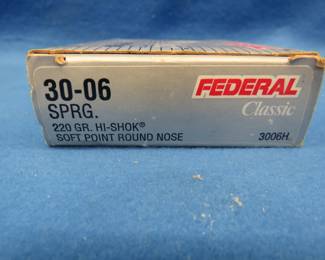 30-06
SPRG.
220 GR. HI-SHOK®
SOFT POINT ROUND NOSE
FEDERAL
Classic
3006H